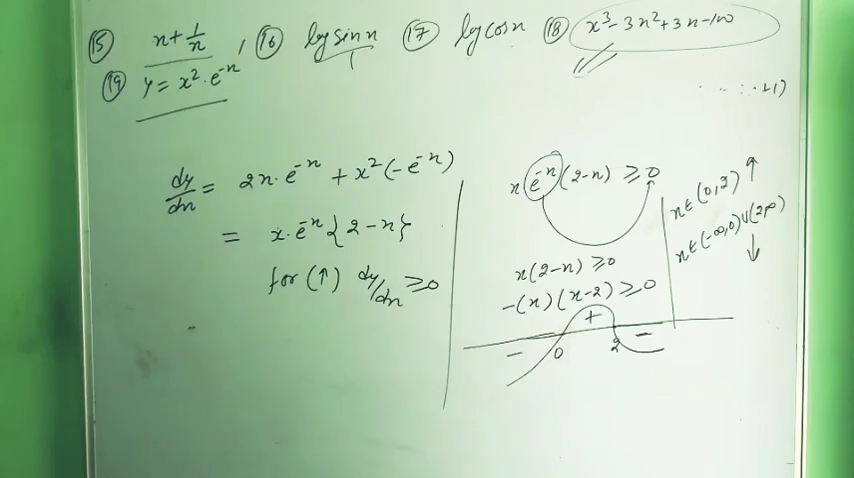 ⑮ x + 1/x , ⑯ log sin x ⑰ log cos x ⑱ x³ - 3x² + 3x - 100
⑲ y = x² · e⁻ˣ
+1)
dy/dx = 2x · e⁻ˣ + x² (-e⁻ˣ)
= x · e⁻ˣ {2 - x}
for (↑) dy/dx ≥ 0
x e⁻ˣ (2 - x) ≥ 0
x(2 - x) ≥ 0
-(x)(x - 2) ≥ 0
- 0 + 2 -
x ∈ (0, 2) ↑
x ∈ (-∞, 0) ∪ (2, ∞) ↓